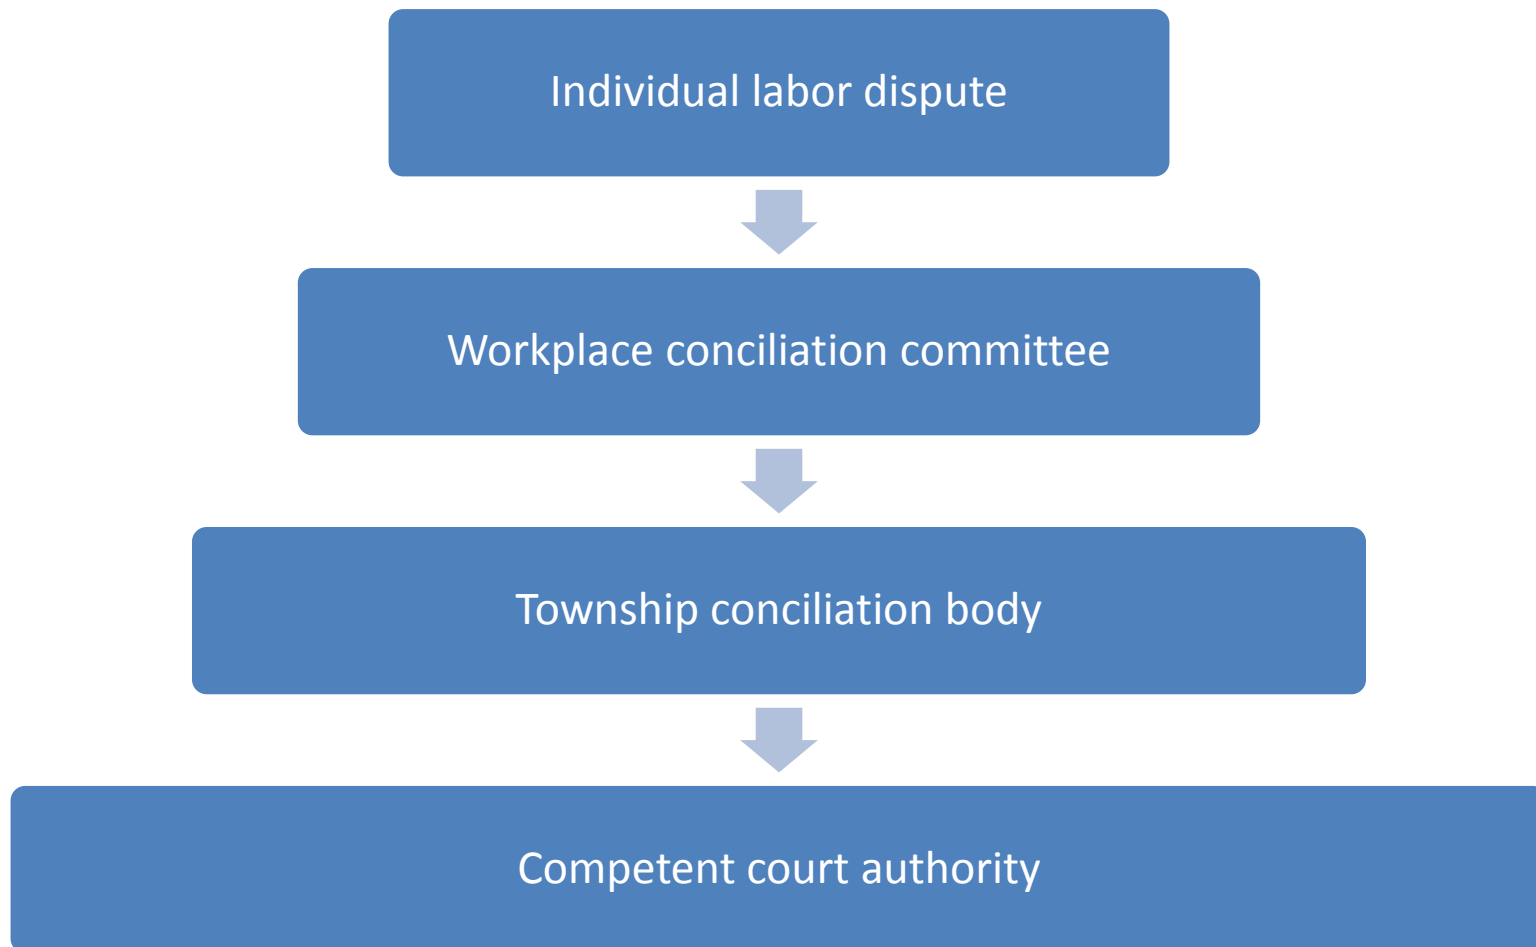 Individual labor dispute
Workplace conciliation committee
Township conciliation body
Competent court authority